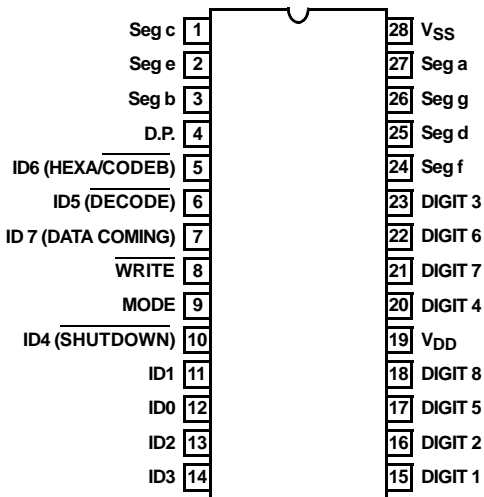 Seg c 1 28 VSS
Seg e 2 27 Seg a
Seg b 3 26 Seg g
D.P. 4 25 Seg d
ID6 (HEXA/CODEB) 5 24 Seg f
ID5 (DECODE) 6 23 DIGIT 3
ID 7 (DATA COMING) 7 22 DIGIT 6
WRITE 8 21 DIGIT 7
MODE 9 20 DIGIT 4
ID4 (SHUTDOWN) 10 19 VDD
ID1 11 18 DIGIT 8
ID0 12 17 DIGIT 5
ID2 13 16 DIGIT 2
ID3 14 15 DIGIT 1